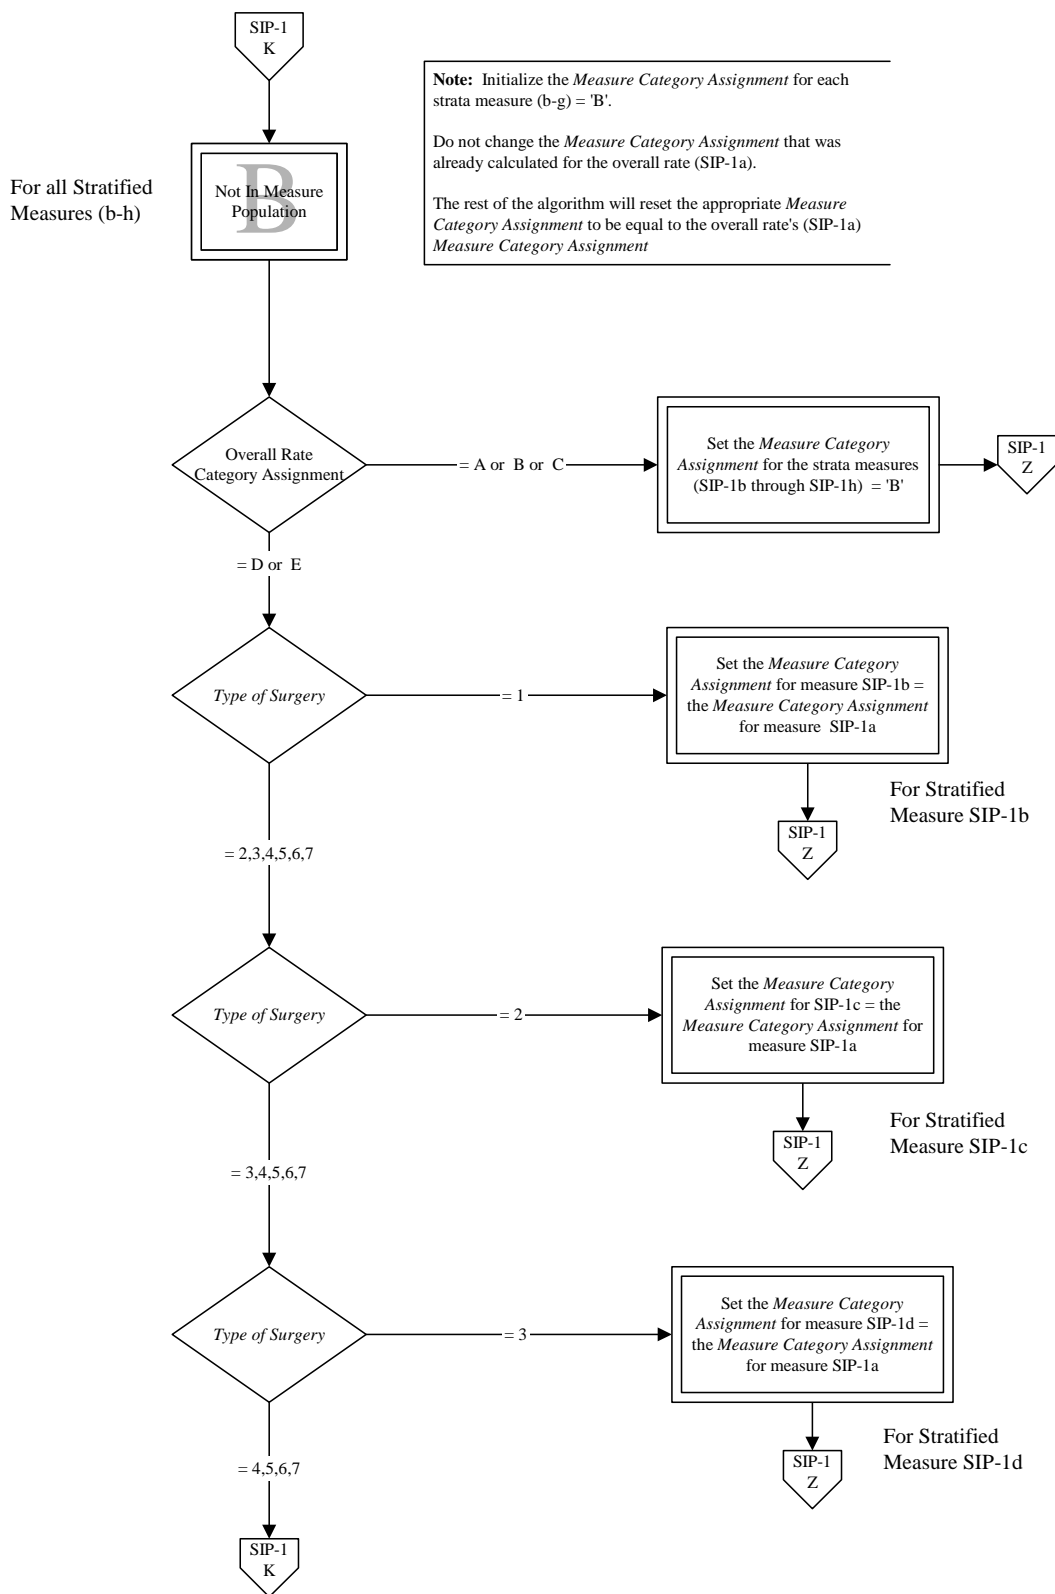 SIP-1
K
Note: Initialize the Measure Category Assignment for each
strata measure (b-g) = 'B'.
Do not change the Measure Category Assignment that was
already calculated for the overall rate (SIP-1a).
The rest of the algorithm will reset the appropriate Measure
Category Assignment to be equal to the overall rate's (SIP-1a)
Measure Category Assignment
For all Stratified
Measures (b-h)
B
Not In Measure
Population
Overall Rate
Category Assignment
= A or B or C
Set the Measure Category
Assignment for the strata measures
(SIP-1b through SIP-1h) = 'B'
SIP-1
Z
= D or E
Type of Surgery
= 1
Set the Measure Category
Assignment for measure SIP-1b =
the Measure Category Assignment
for measure SIP-1a
For Stratified
Measure SIP-1b
SIP-1
Z
= 2,3,4,5,6,7
Type of Surgery
= 2
Set the Measure Category
Assignment for SIP-1c = the
Measure Category Assignment for
measure SIP-1a
For Stratified
Measure SIP-1c
SIP-1
Z
= 3,4,5,6,7
Type of Surgery
= 3
Set the Measure Category
Assignment for measure SIP-1d =
the Measure Category Assignment
for measure SIP-1a
For Stratified
Measure SIP-1d
SIP-1
Z
= 4,5,6,7
SIP-1
K